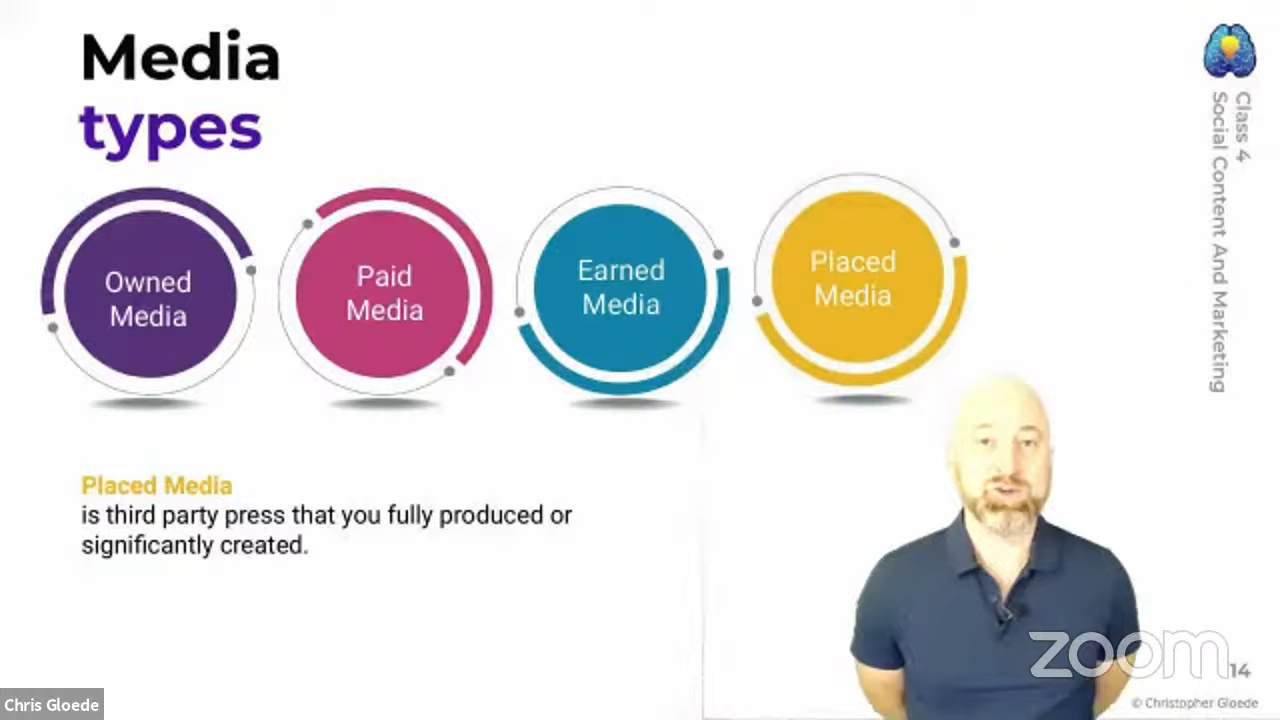 Media
types
Owned
Media
Paid
Media
Earned
Media
Placed
Media
Placed Media
is third party press that you fully produced or
significantly created.
Class 4
Social Content And Marketing
zoom
14
© Christopher Gloede
Chris Gloede